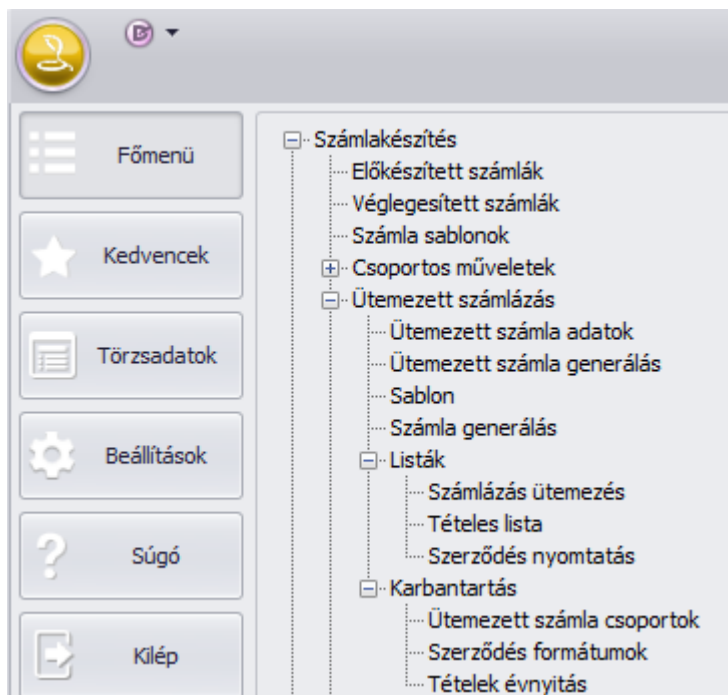 Főmenü
Kedvencek
Törzsadatok
Beállítások
Súgó
Kilép
Számlakészítés
Előkészített számlák
Véglegesített számlák
Számla sablonok
Csoportos műveletek
Ütemezett számlázás
Ütemezett számla adatok
Ütemezett számla generálás
Sablon
Számla generálás
Listák
Számlázás ütemezés
Tételes lista
Szerződés nyomtatás
Karbantartás
Ütemezett számla csoportok
Szerződés formátumok
Tételek évnyitás